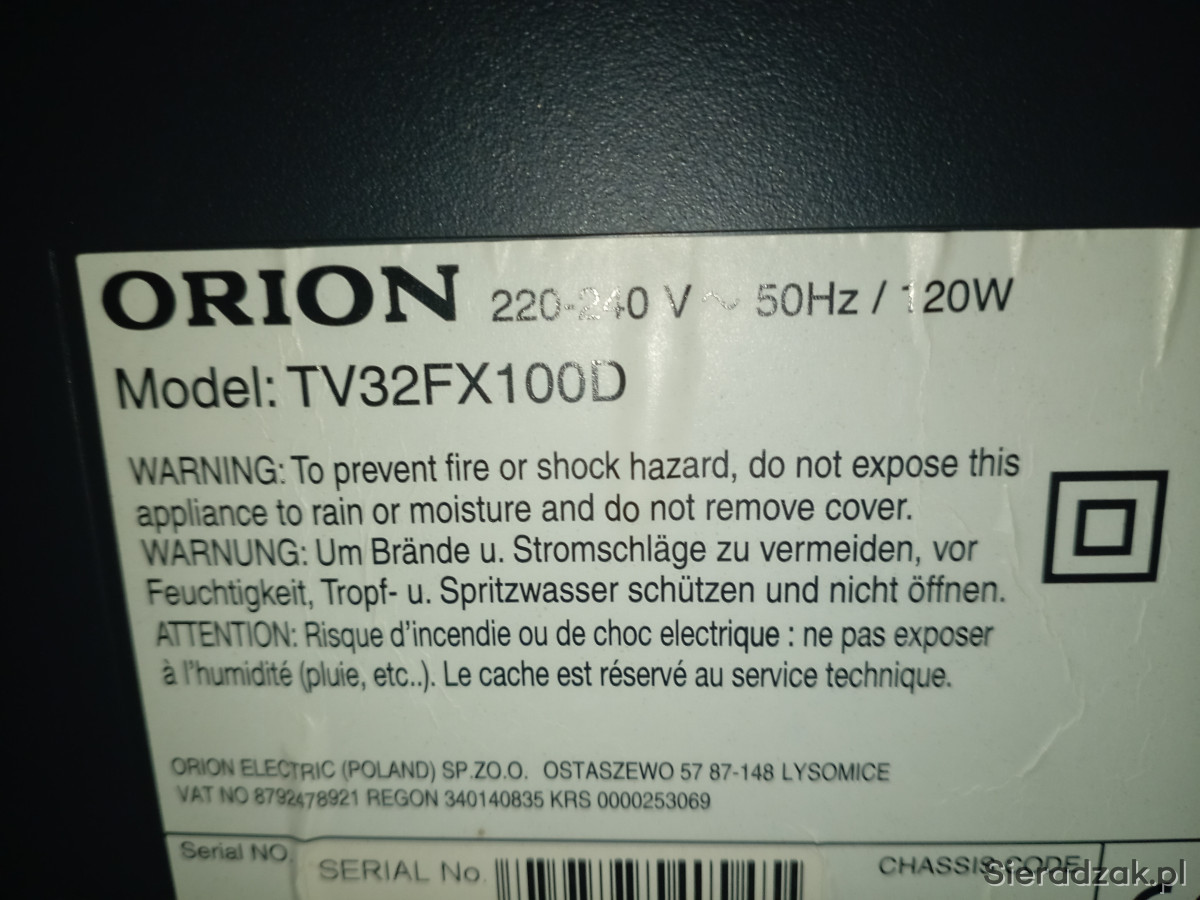 ORION 220-240 V ~ 50Hz / 120W
Model: TV32FX100D
WARNING: To prevent fire or shock hazard, do not expose this
appliance to rain or moisture and do not remove cover.
WARNUNG: Um Brände u. Stromschläge zu vermeiden, vor
Feuchtigkeit, Tropf- u. Spritzwasser schützen und nicht öffnen.
ATTENTION: Risque d'incendie ou de choc electrique : ne pas exposer
à l'humidité (pluie, etc..). Le cache est réservé au service technique.
ORION ELECTRIC (POLAND) SP.ZO.O. OSTASZEWO 57 87-148 LYSOMICE
VAT NO 8792478921 REGON 340140835 KRS 0000253069
Serial NO.
SERIAL No.
CHASSIS CODE
Sieraddzak.pl